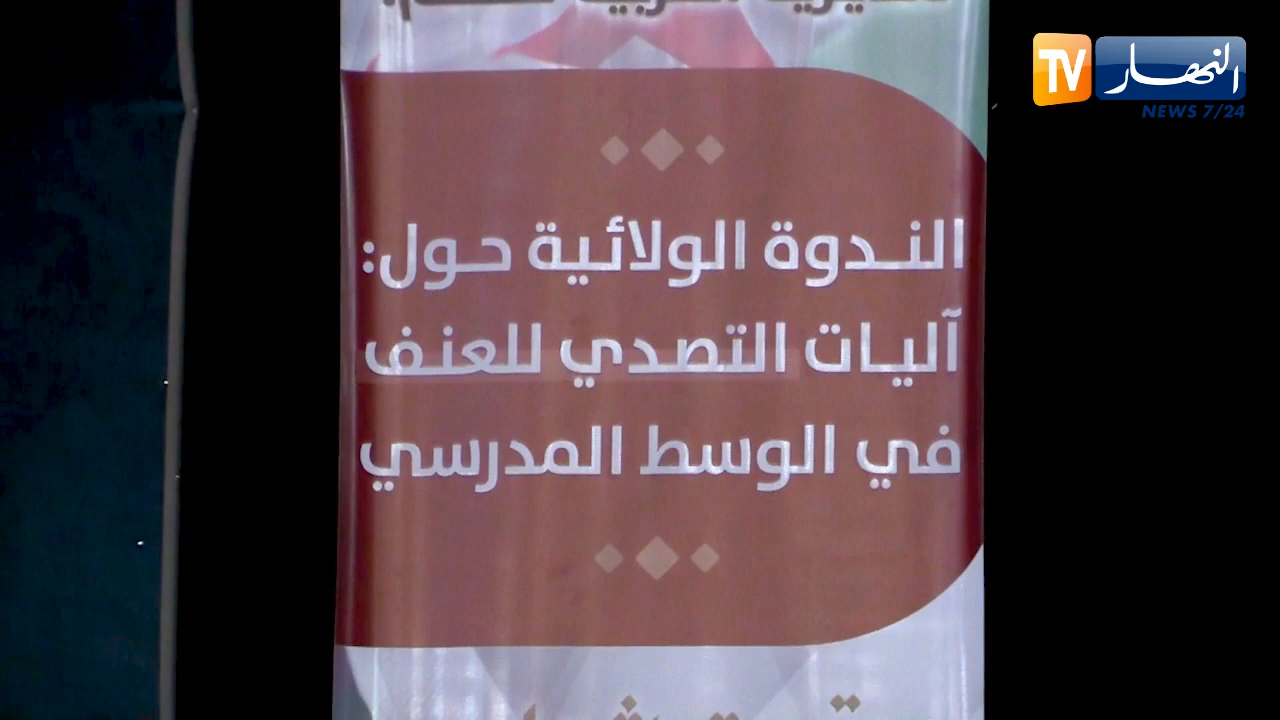 النهار TV
NEWS 7/24
الندوة الولائية حول:
آليات التصدي للعنف
في الوسط المدرسي